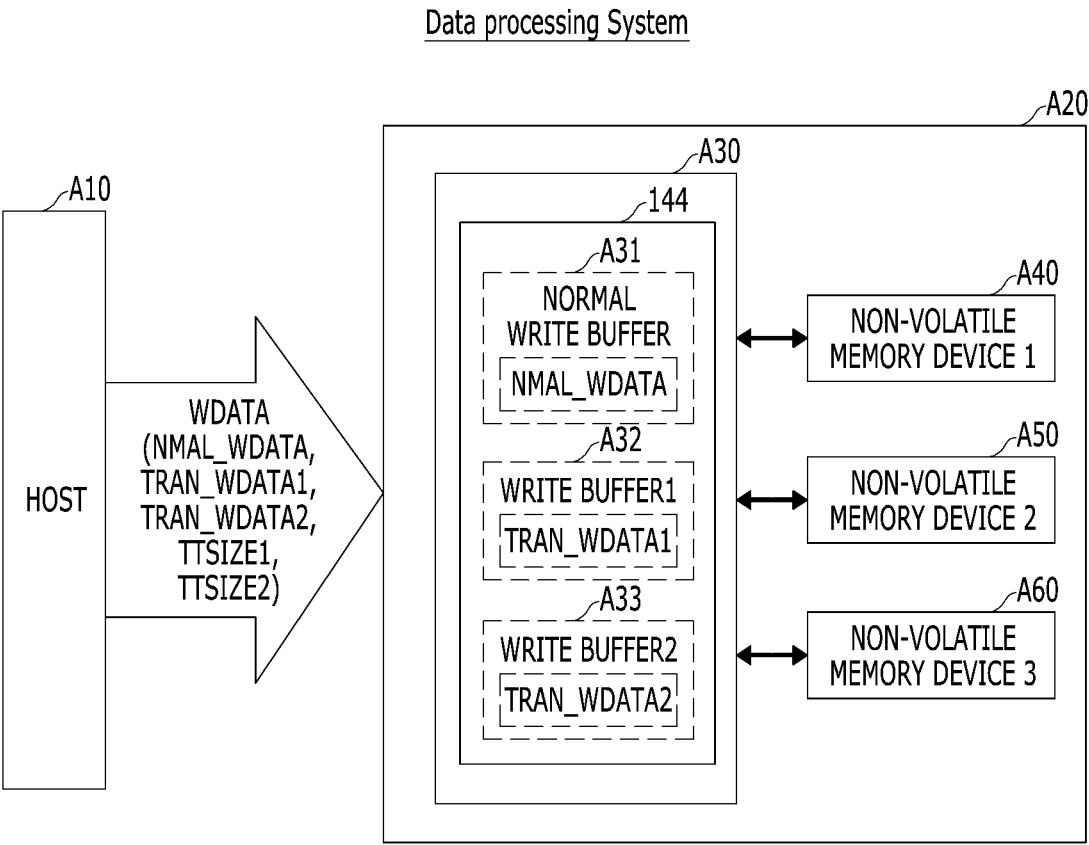 Data processing System
A20
A30
A10
144
A31
NORMAL
WRITE BUFFER
NMAL_WDATA
A40
NON-VOLATILE
MEMORY DEVICE 1
HOST
WDATA
(NMAL_WDATA,
TRAN_WDATA1,
TRAN_WDATA2,
TTSIZE1,
TTSIZE2)
A32
WRITE BUFFER1
TRAN_WDATA1
A50
NON-VOLATILE
MEMORY DEVICE 2
A33
WRITE BUFFER2
TRAN_WDATA2
A60
NON-VOLATILE
MEMORY DEVICE 3